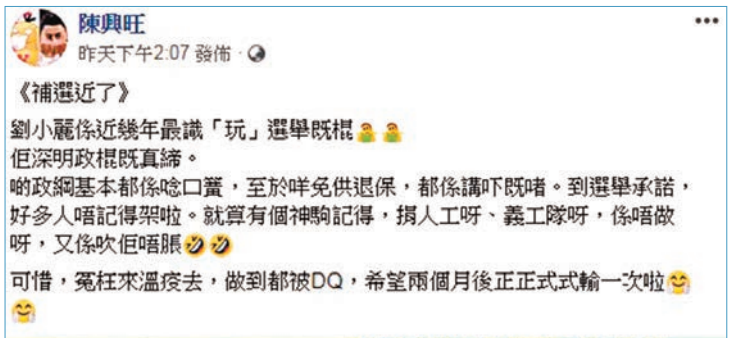 陳興旺
昨天下午2:07 發佈 ·
《補選近了》
劉小麗係近幾年最識「玩」選舉既棍
佢深明政棍既真締。
啲政綱基本都係唸口簧，至於咩免供退保，都係講吓既啫。到選舉承諾，
好多人唔記得架啦。就算有個神駒記得，捐人工呀、義工隊呀，係唔做
呀，又係吹佢唔脹🤣🤣
可惜，冤枉來瘟疫去，做到都被DQ，希望兩個月後正正式式輸一次啦🤗
🤗